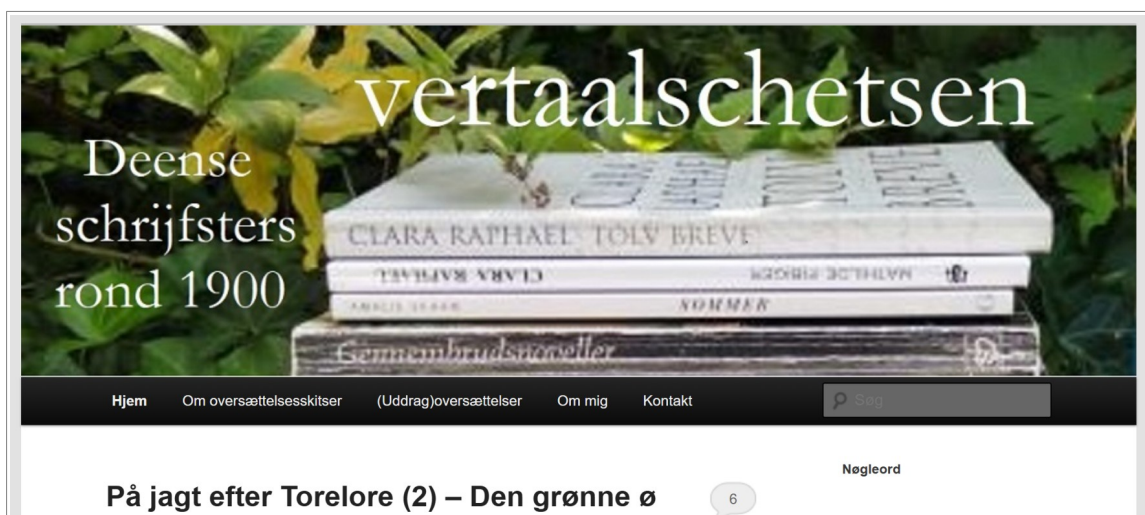 vertaalschetsen
Deense
schrijfsters
rond 1900
CLARA RAPHAEL TOLV BREVE
CLARA RAPHAEL MATHILDE FIBIGER
SOMMER
Gennembrudsnoveller
Hjem Om oversættelsesskitser (Uddrag)oversættelser Om mig Kontakt Søg
Nøgleord
På jagt efter Torelore (2) – Den grønne ø 6